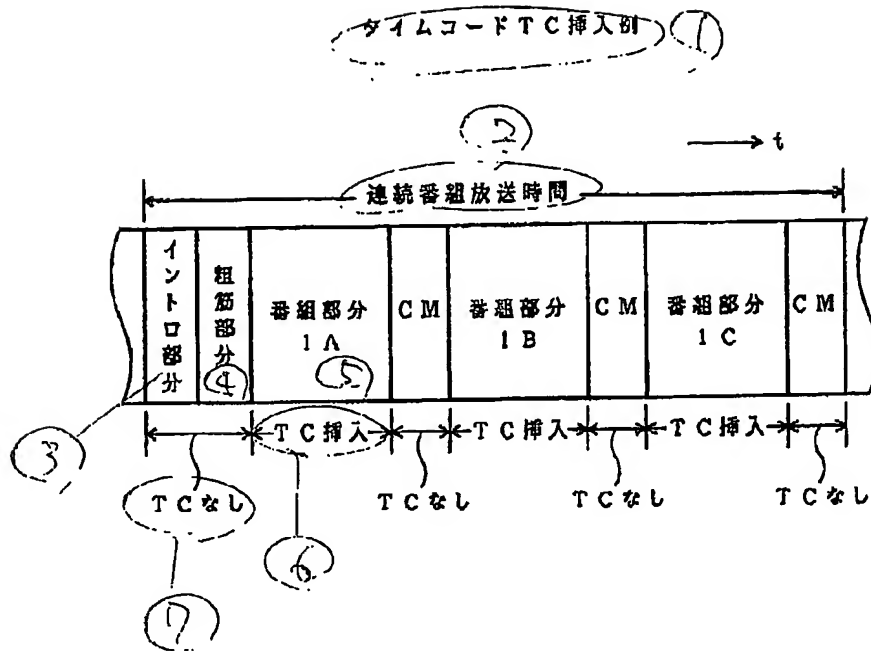 タイムコードTC挿入例 ①
②
t
連続番組放送時間
イントロ部分
粗筋部分
④
番組部分
1A
⑤
CM
番組部分
1B
CM
番組部分
1C
CM
③
TC挿入
TC挿入
TC挿入
TCなし
TCなし
TCなし
TCなし
⑥
⑦